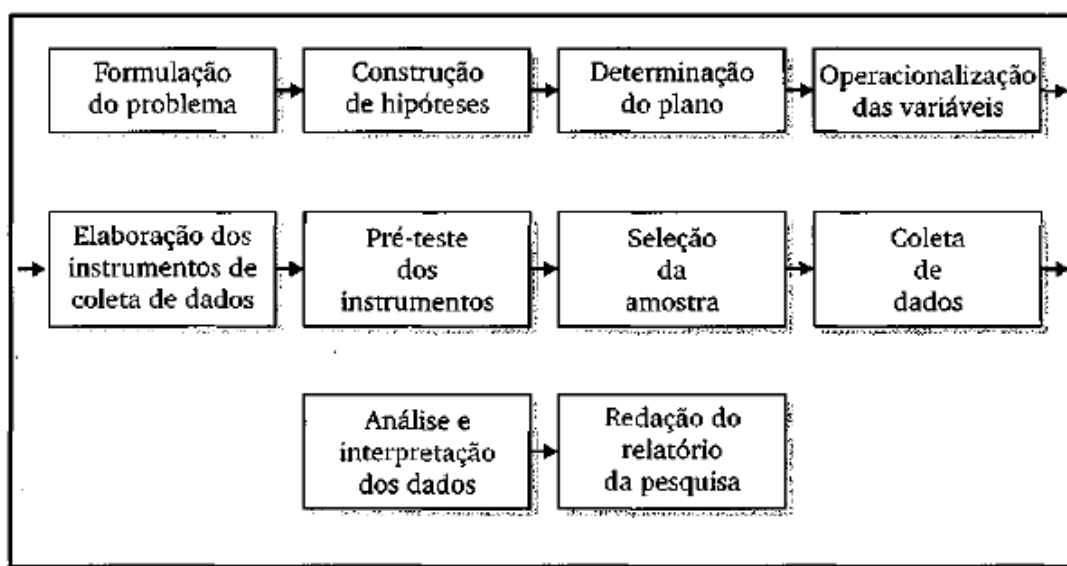 Formulação
do problema
Construção
de hipóteses
Determinação
do plano
Operacionalização
das variáveis
Elaboração dos
instrumentos de
coleta de dados
Pré-teste
dos
instrumentos
Seleção
da
amostra
Coleta
de
dados
Análise e
interpretação
dos dados
Redação do
relatório
da pesquisa